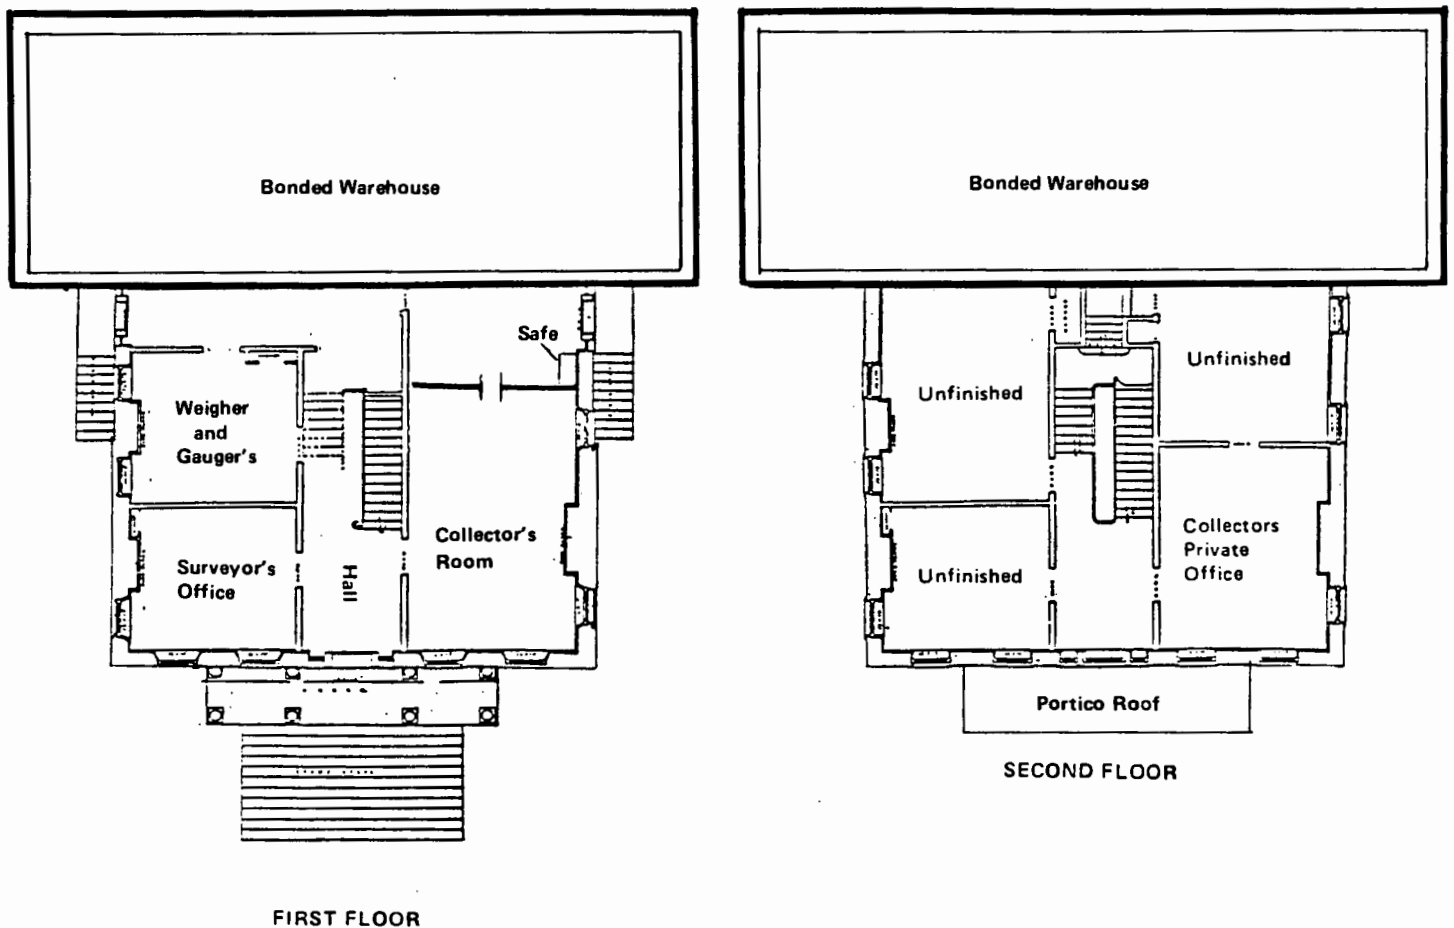 Bonded Warehouse
Safe
Weigher
and
Gauger's
Surveyor's
Office
Hall
Collector's
Room
FIRST FLOOR
Bonded Warehouse
Unfinished
Unfinished
Unfinished
Collectors
Private
Office
Portico Roof
SECOND FLOOR